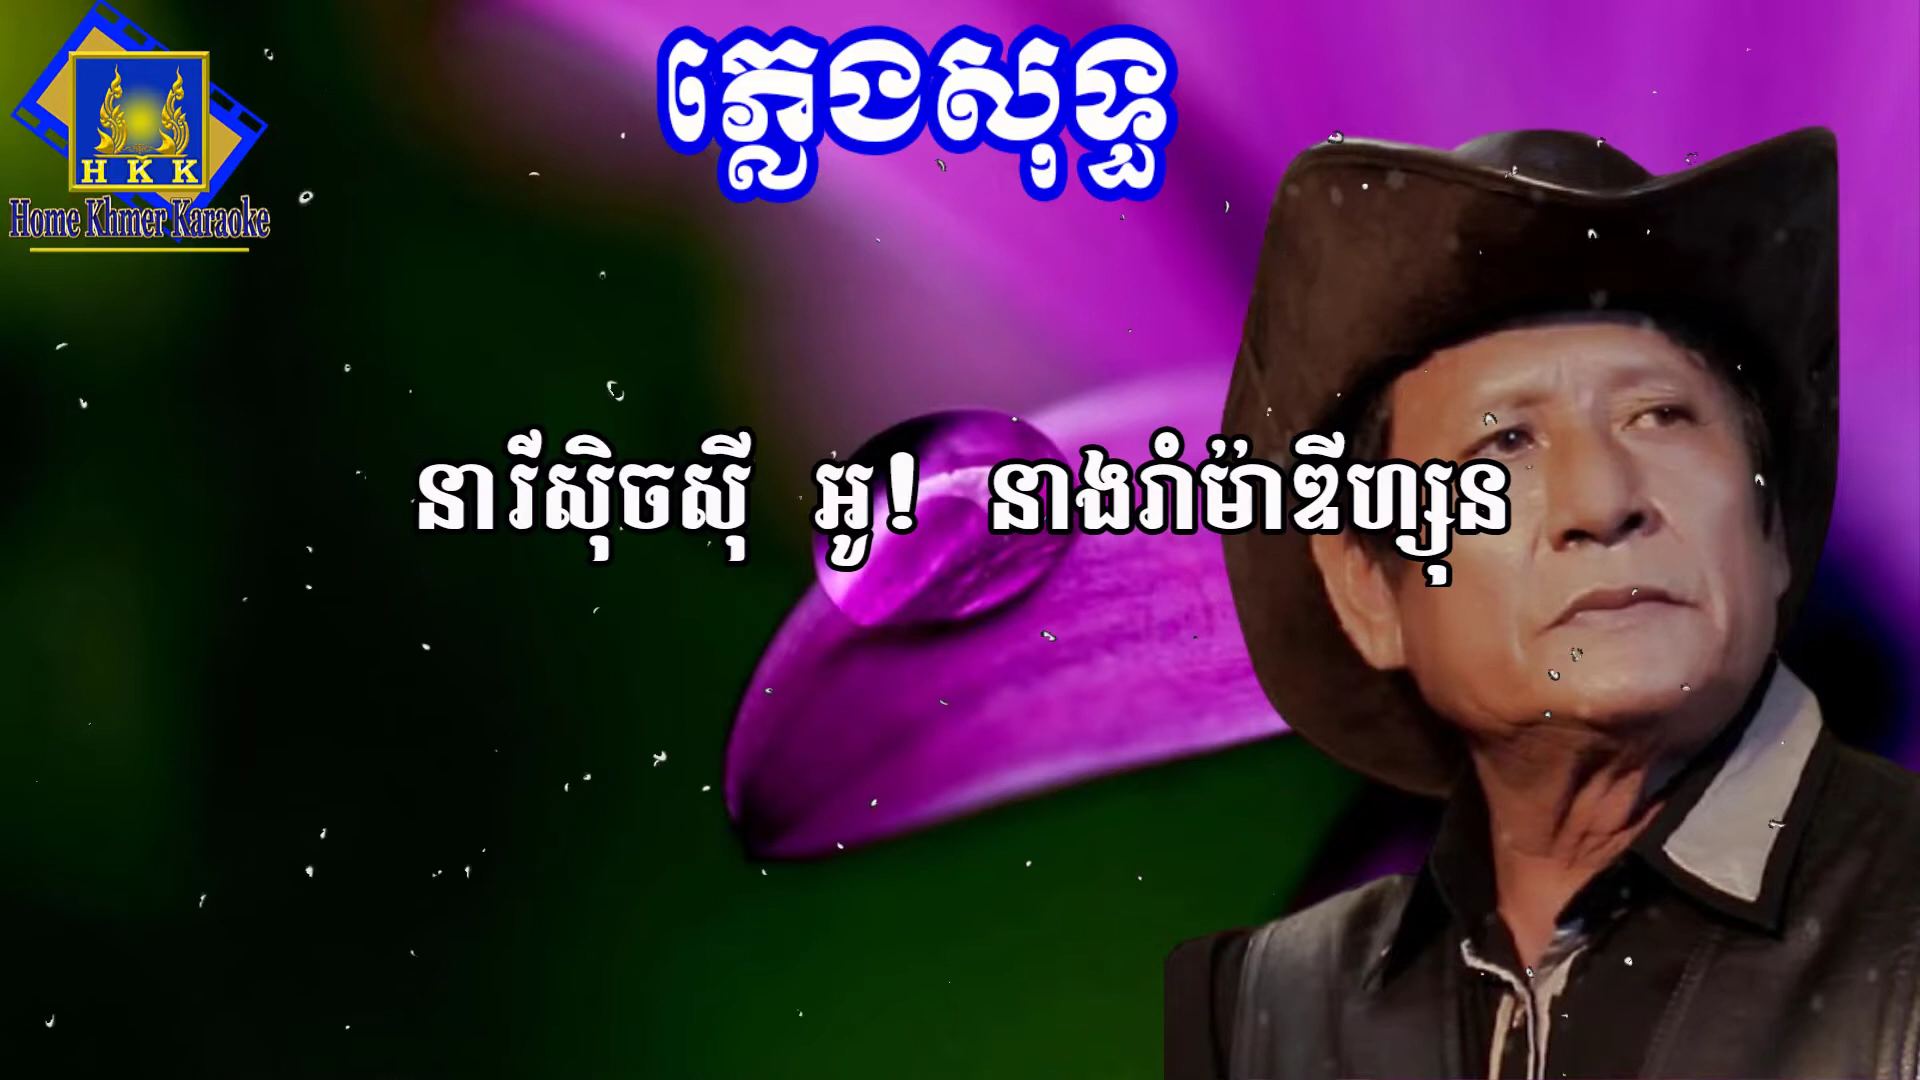 ភ្លេងសុទ្ធ
H K K
Home Khmer Karaoke
នារីស៊ិចស៊ី អូ! នាងរាំម៉ាឌីហ្សុន